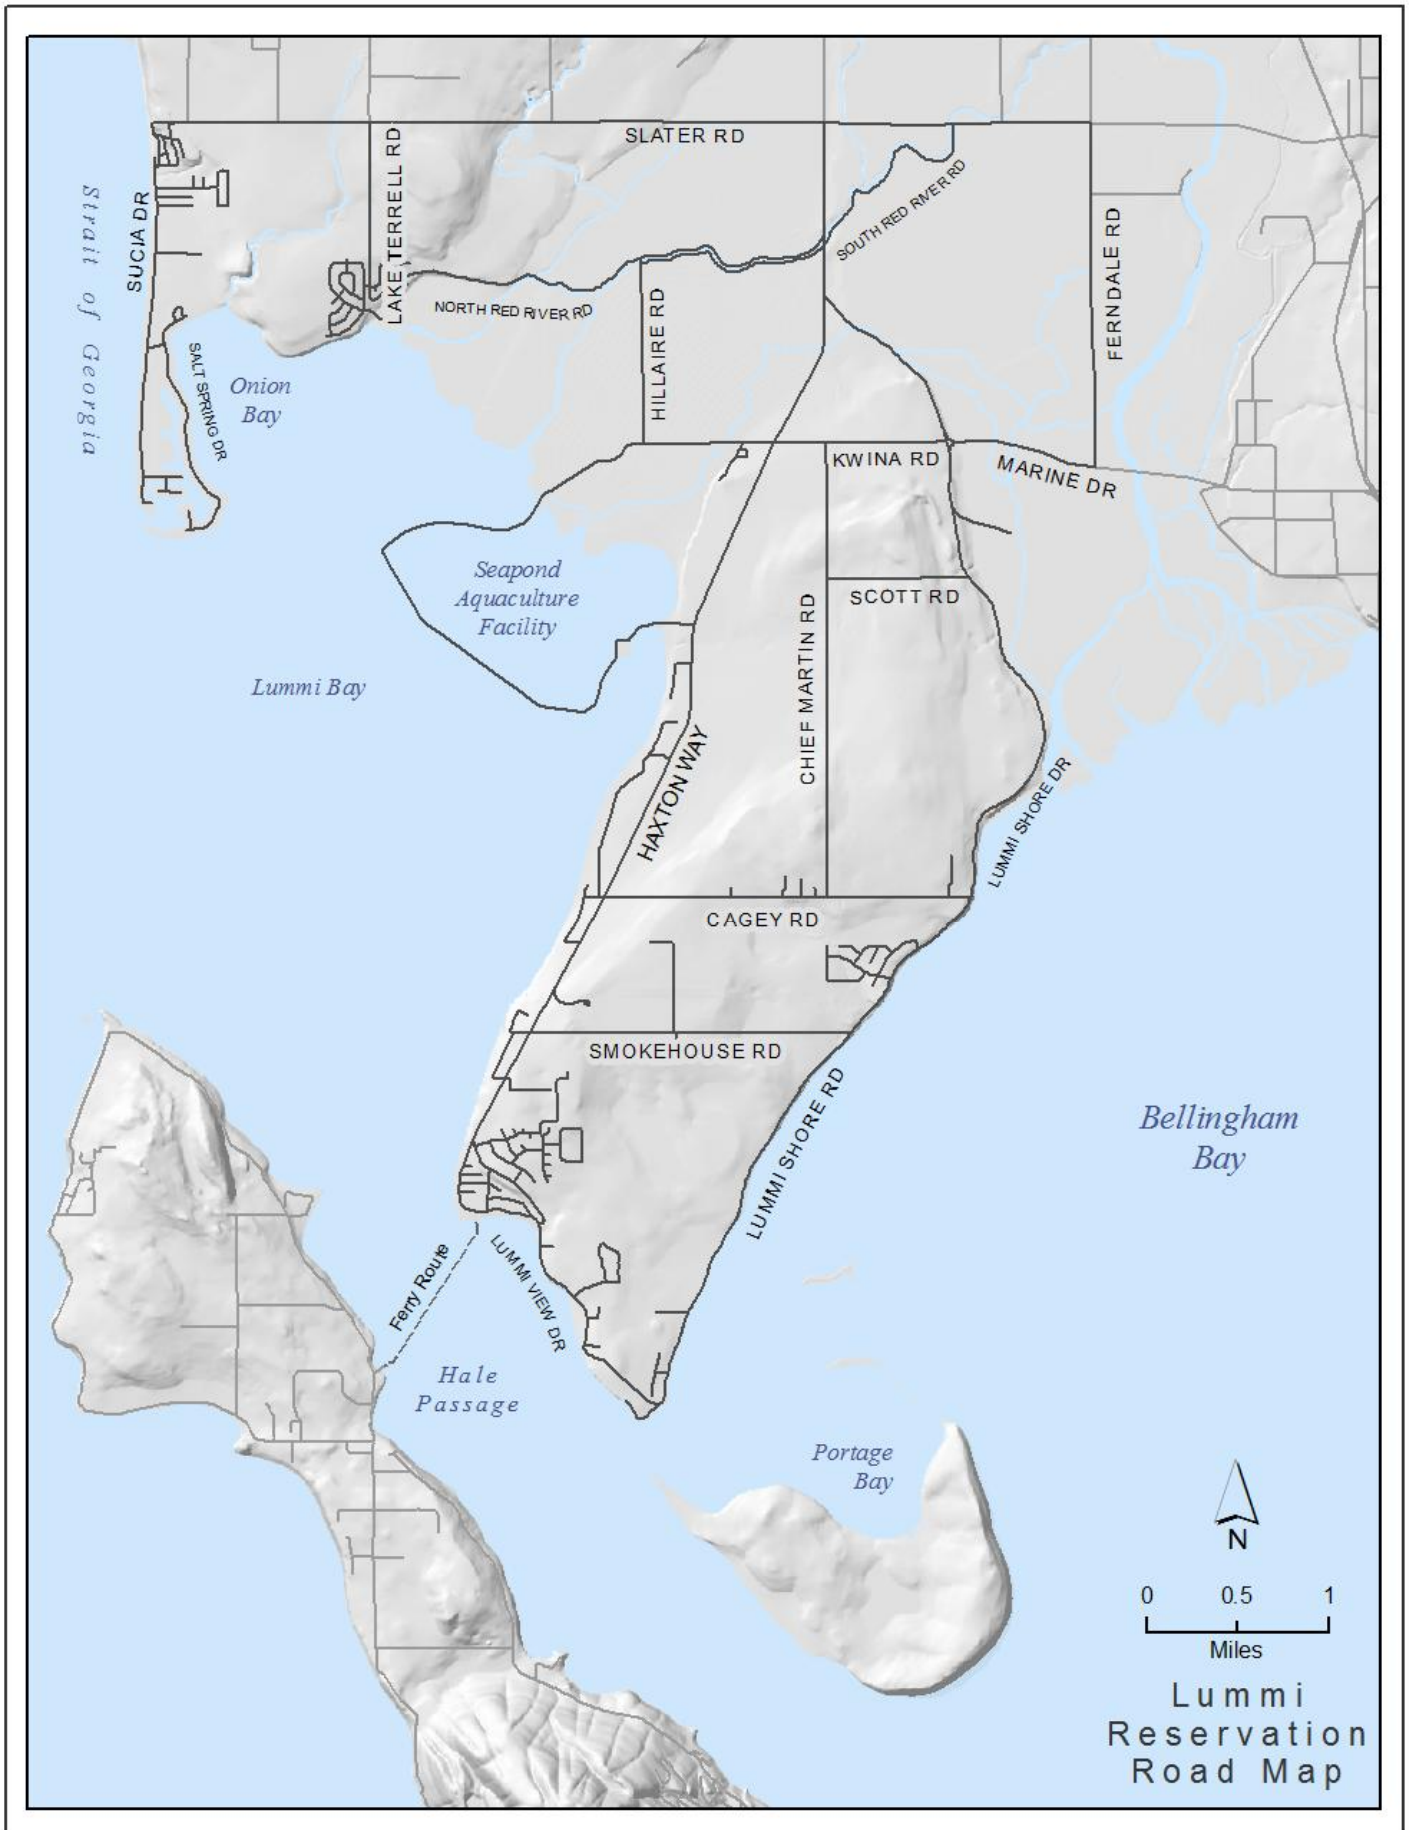 SLATER RD
LAKE TERRELL RD
SUCIA DR
Strait of Georgia
SOUTH RED RIVER RD
FERNDALE RD
NORTH RED RIVER RD
HILLAIRE RD
SALT SPRING DR
Onion
Bay
KWINA RD
MARINE DR
Seapond
Aquaculture
Facility
SCOTT RD
CHIEF MARTIN RD
Lummi Bay
HAXTON WAY
LUMMI SHORE DR
CAGEY RD
SMOKEHOUSE RD
LUMMI SHORE RD
Bellingham
Bay
Ferry Route
LUMMI VIEW DR
Hale
Passage
Portage
Bay
N
0 0.5 1
Miles
Lummi
Reservation
Road Map